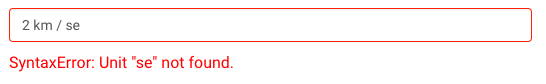 2 km / se
SyntaxError: Unit "se" not found.